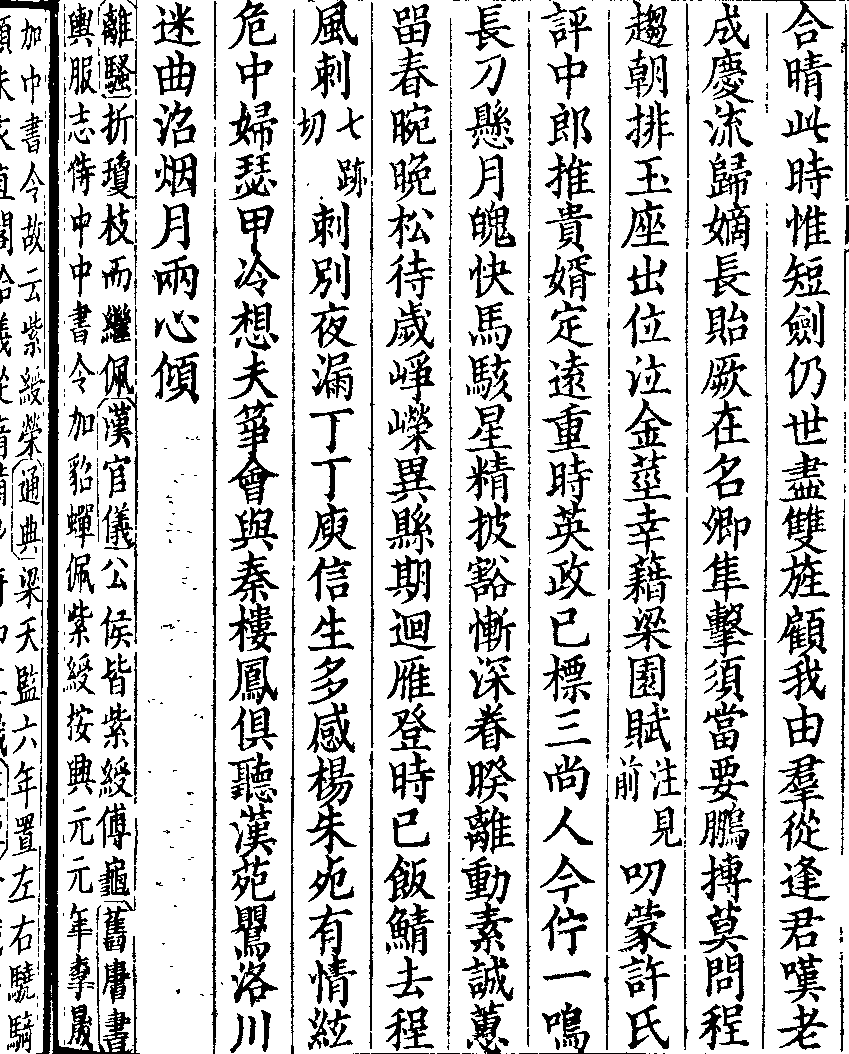 合晴此時惟短劍仍世盡雙旌顧我由羣從逢君嘆老
成慶流歸嫡長貽厥在名卿隼擊須當要鵬摶莫問程
趨朝排玉座出位泣金莖幸藉梁園賦注見前叨蒙許氏
評中郎推貴婿定遠重時英政已標三尚人今佇一鳴
長刀懸月魄快馬駭星精披豁慚深眷暌離動素誠蕙
留春晼晚松待歲崢嶸異縣期迴雁登時已飯鯖去程
風刺七跡切刺別夜漏丁丁庾信生多感楊朱死有情絃
危中婦瑟甲冷想夫箏會與秦樓鳳俱聽漢苑鶯洛川
迷曲沼烟月兩心傾
離騷折瓊枝而繼佩漢官儀公侯皆紫綬傅龜舊唐書
輿服志侍中中書令加貂蟬佩紫綬按興元元年李晟
加中書令故云紫綬榮通典梁天監六年置左右驍騎